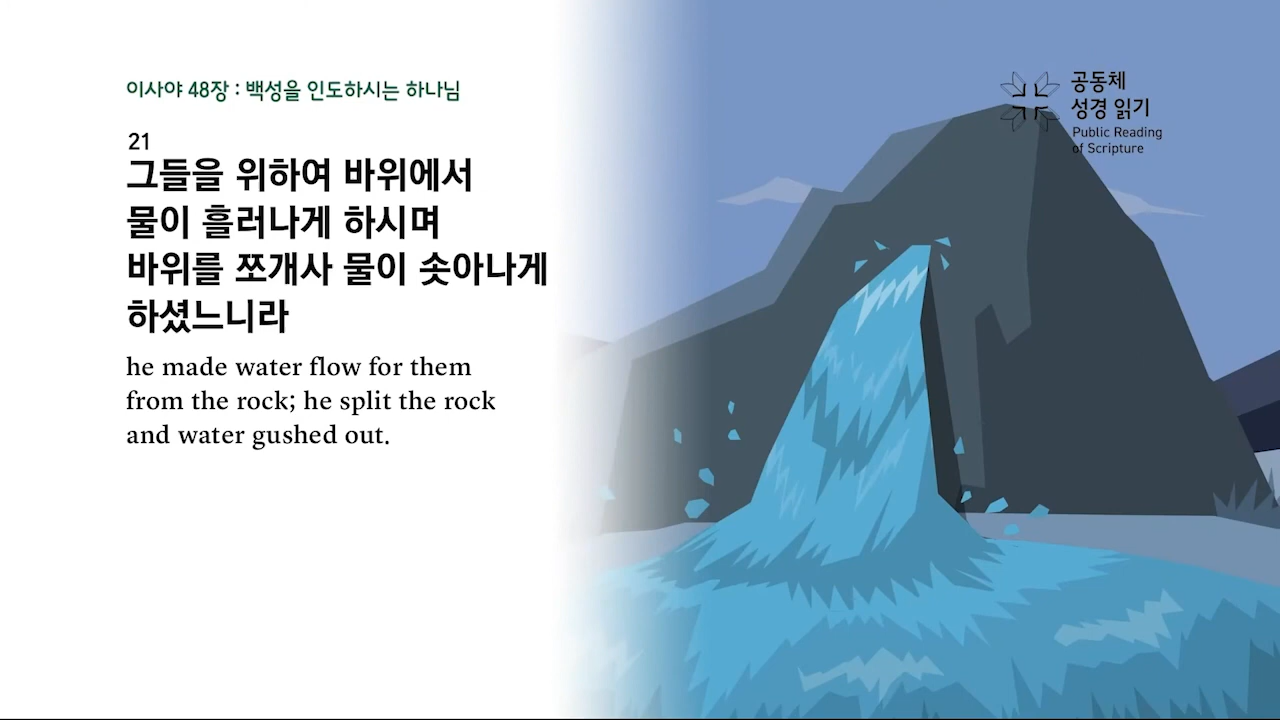 이사야 48장 : 백성을 인도하시는 하나님
21
그들을 위하여 바위에서
물이 흘러나게 하시며
바위를 쪼개사 물이 솟아나게
하셨느니라
he made water flow for them
from the rock; he split the rock
and water gushed out.
공동체
성경 읽기
Public Reading
of Scripture